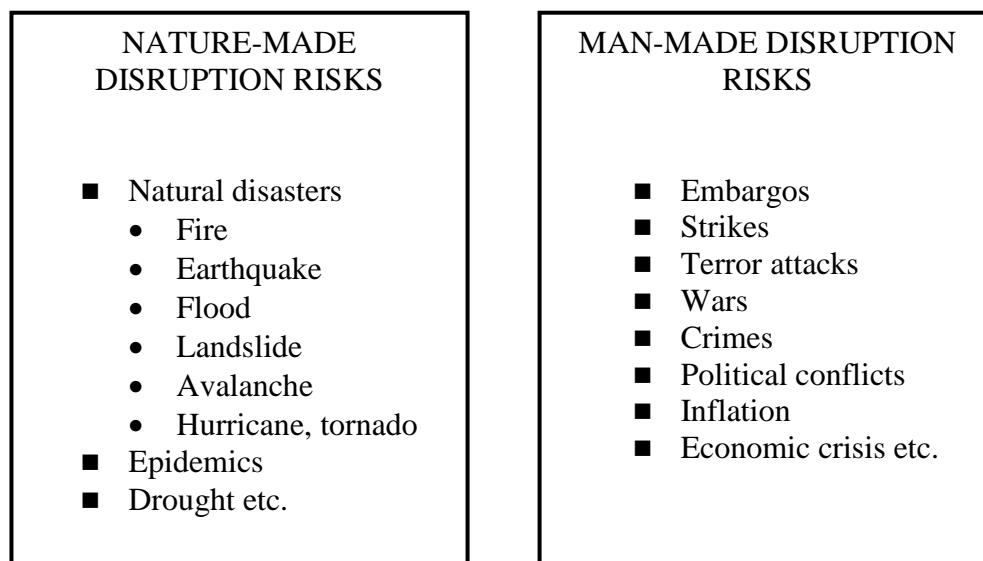 NATURE-MADE
DISRUPTION RISKS
■ Natural disasters
• Fire
• Earthquake
• Flood
• Landslide
• Avalanche
• Hurricane, tornado
■ Epidemics
■ Drought etc.
MAN-MADE DISRUPTION
RISKS
■ Embargos
■ Strikes
■ Terror attacks
■ Wars
■ Crimes
■ Political conflicts
■ Inflation
■ Economic crisis etc.